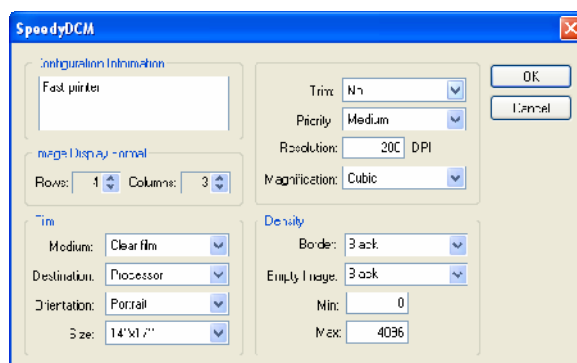 SpeedyDCM
Configuration Information
Fast printer
Image Display Format
Rows: 4 Columns: 3
Film
Medium: Clear film
Destination: Processor
Orientation: Portrait
Size: 14"x17"
Trim: No
Priority: Medium
Resolution: 200 DPI
Magnification: Cubic
Density
Border: Black
Empty Image: Black
Min: 0
Max: 4096
OK
Cancel